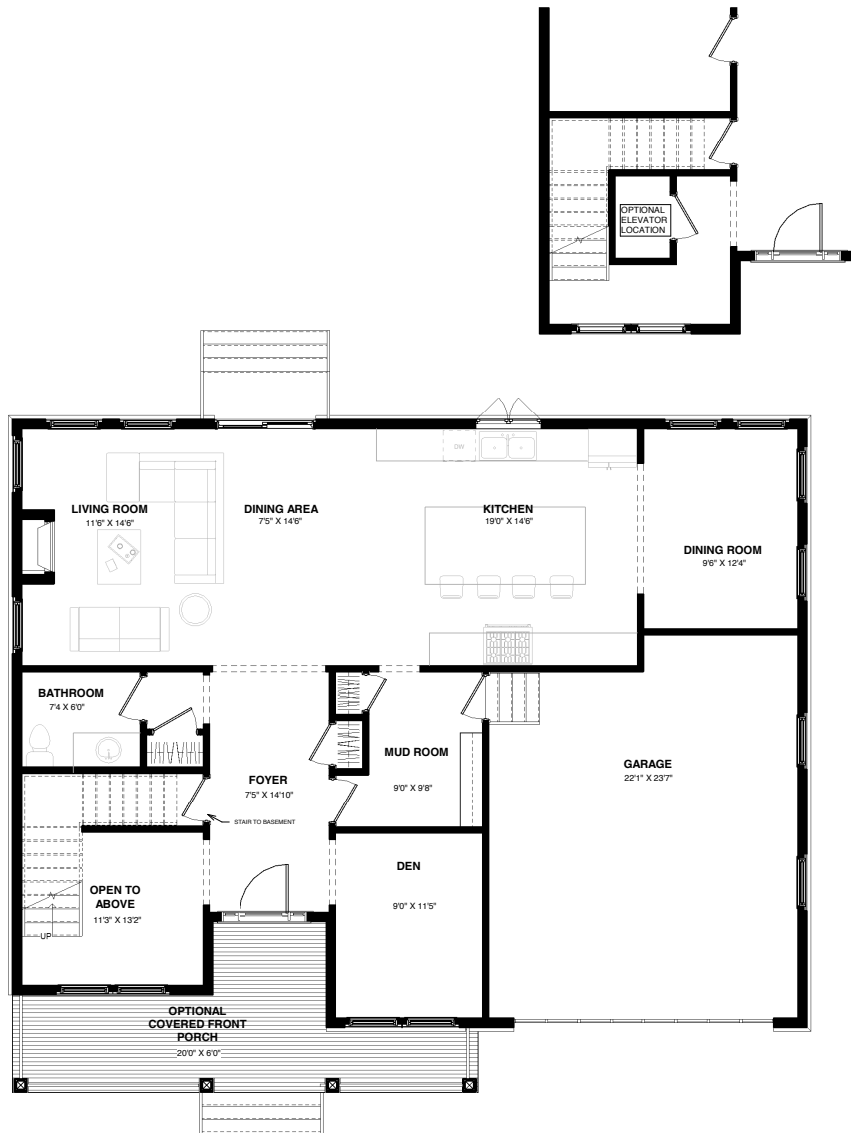 OPTIONAL
ELEVATOR
LOCATION
DW
LIVING ROOM
11'6" X 14'6"
DINING AREA
7'5" X 14'6"
KITCHEN
19'0" X 14'6"
DINING ROOM
9'6" X 12'4"
BATHROOM
7'4 X 6'0"
FOYER
7'5" X 14'10"
MUD ROOM
9'0" X 9'8"
GARAGE
22'1" X 23'7"
STAIR TO BASEMENT
DEN
9'0" X 11'5"
OPEN TO
ABOVE
11'3" X 13'2"
UP
OPTIONAL
COVERED FRONT
PORCH
20'0" X 6'0"